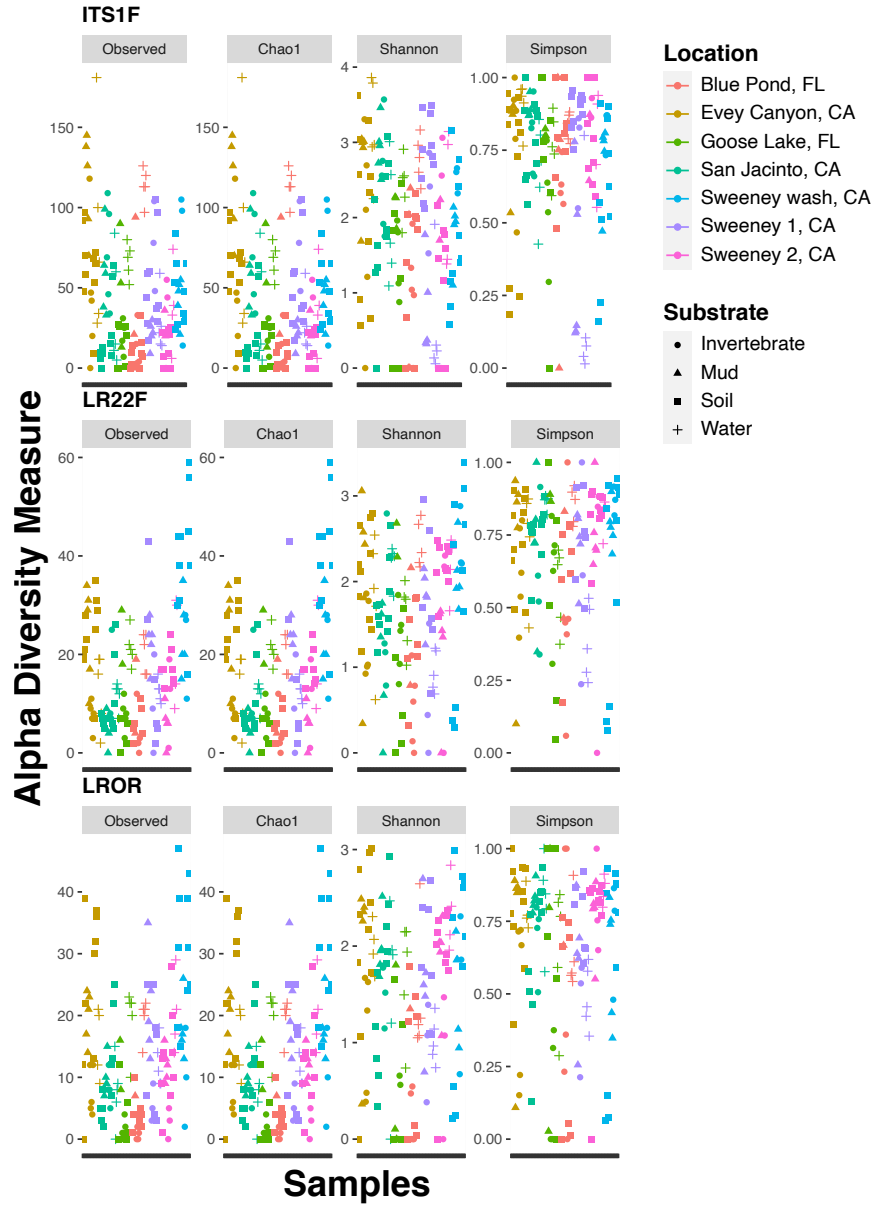 ITS1F
Observed Chao1 Shannon Simpson
150
100
50
0
150
100
50
0
4
3
2
1
0
1.00
0.75
0.50
0.25
0.00
LR22F
Observed Chao1 Shannon Simpson
60
40
20
0
60
40
20
0
3
2
1
0
1.00
0.75
0.50
0.25
0.00
LROR
Observed Chao1 Shannon Simpson
40
30
20
10
0
40
30
20
10
0
3
2
1
0
1.00
0.75
0.50
0.25
0.00
Alpha Diversity Measure
Samples
Location
Blue Pond, FL
Evey Canyon, CA
Goose Lake, FL
San Jacinto, CA
Sweeney wash, CA
Sweeney 1, CA
Sweeney 2, CA
Substrate
Invertebrate
Mud
Soil
Water